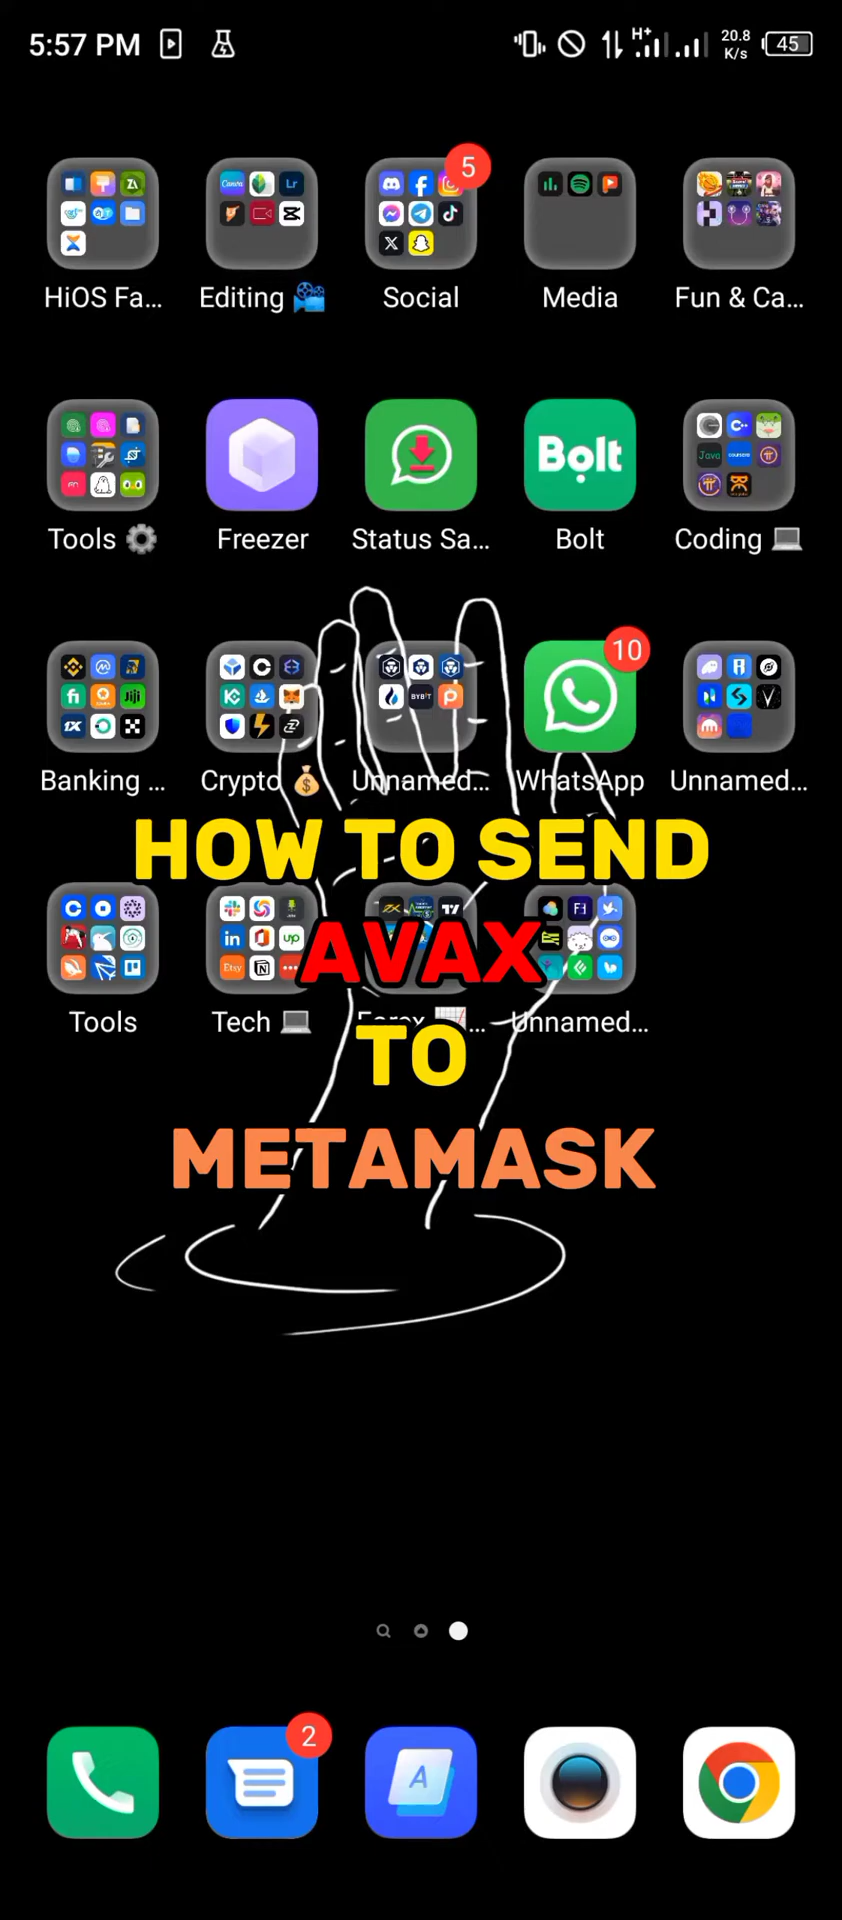 5:57 PM
H+
20.8
K/s
45
5
HiOS Fa...
Editing 🎥
Social
Media
Fun & Ca...
Bolt
Tools ⚙️
Freezer
Status Sa...
Bolt
Coding 💻
10
Banking ...
Crypto 💰
Unnamed...
WhatsApp
Unnamed...
HOW TO SEND
AVAX
TO
METAMASK
Tools
Tech 💻
Forex 📈...
Unnamed...
2
A